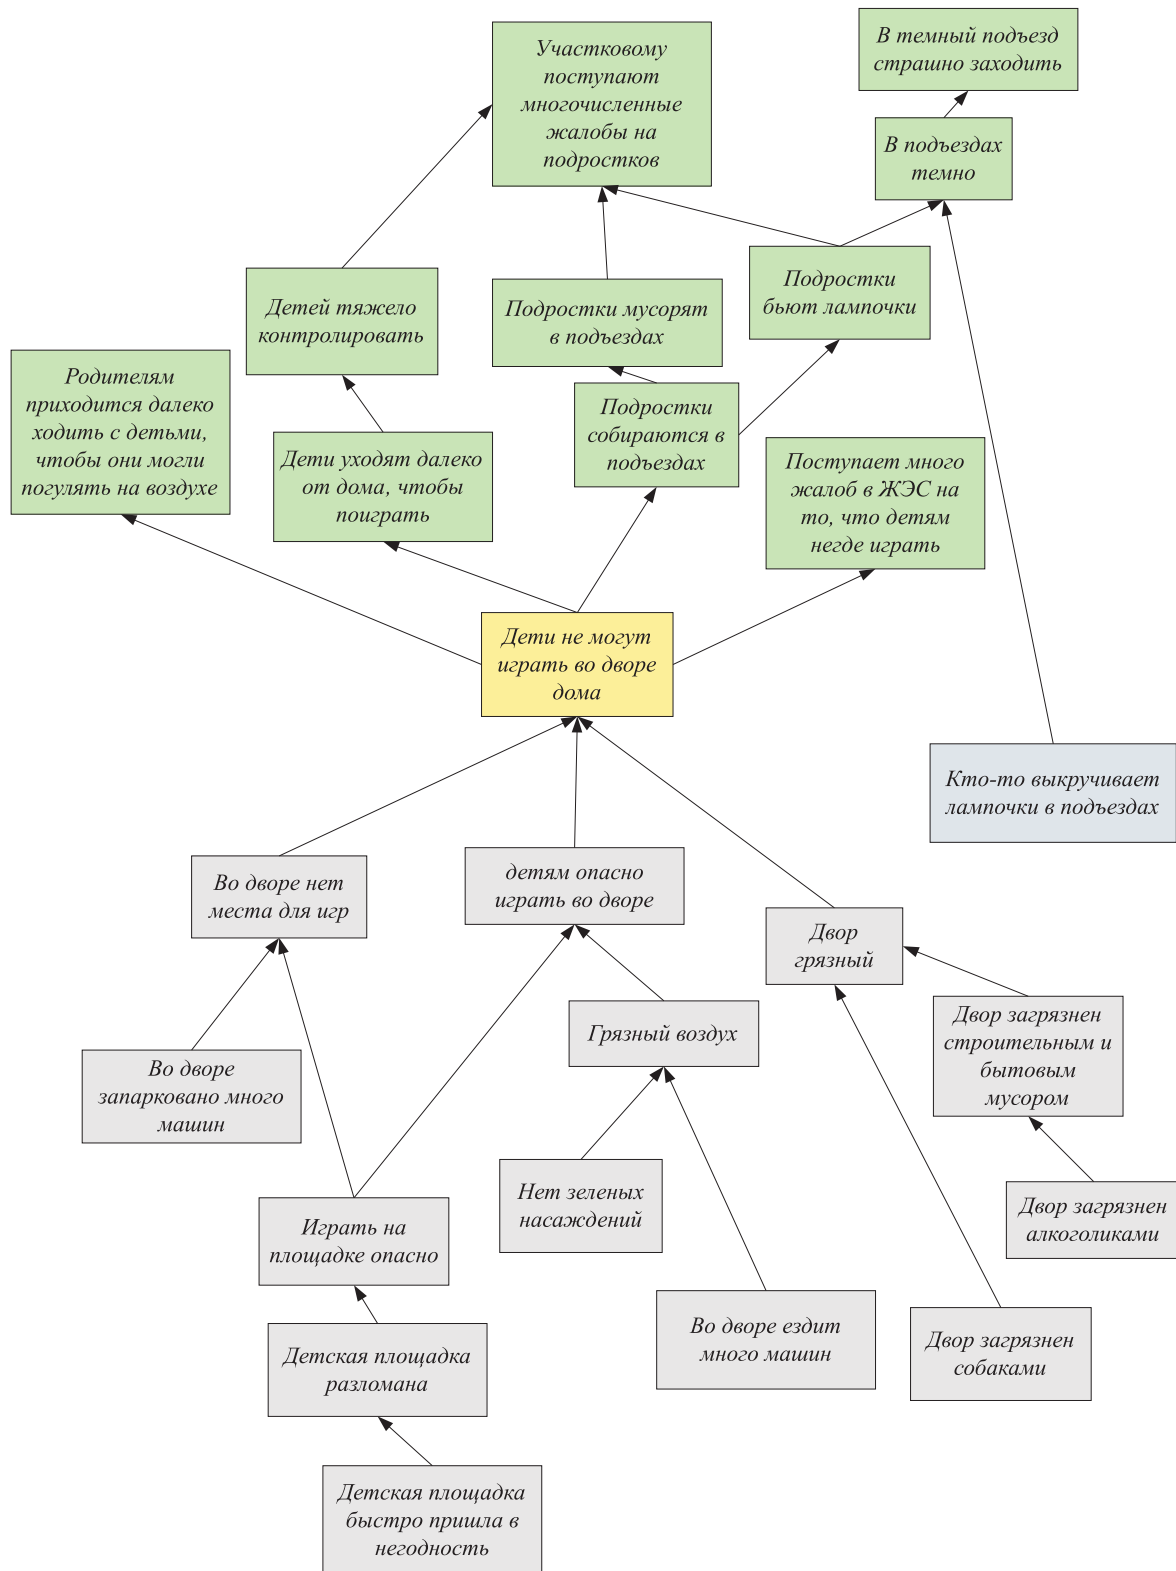 Участковому
поступают
многочисленные
жалобы на
подростков
В темный подъезд
страшно заходить
В подъездах
темно
Детей тяжело
контролировать
Подростки мусорят
в подъездах
Подростки
бьют лампочки
Родителям
приходится далеко
ходить с детьми,
чтобы они могли
погулять на воздухе
Дети уходят далеко
от дома, чтобы
поиграть
Подростки
собираются в
подъездах
Поступает много
жалоб в ЖЭС на
то, что детям
негде играть
Дети не могут
играть во дворе
дома
Кто-то выкручивает
лампочки в подъездах
Во дворе нет
места для игр
детям опасно
играть во дворе
Двор
грязный
Во дворе
запарковано много
машин
Грязный воздух
Двор загрязнен
строительным и
бытовым
мусором
Играть на
площадке опасно
Нет зеленых
насаждений
Двор загрязнен
алкоголиками
Детская площадка
разломана
Во дворе ездит
много машин
Двор загрязнен
собаками
Детская площадка
быстро пришла в
негодность